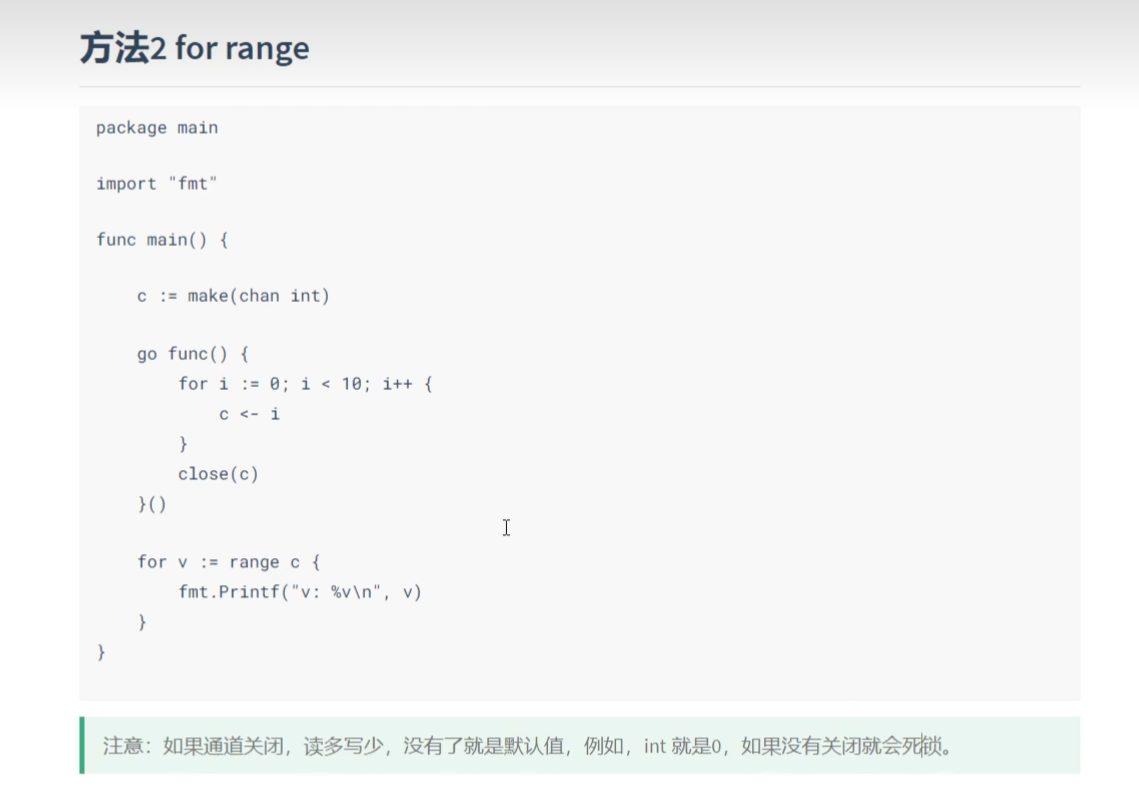 方法2 for range
package main
import "fmt"
func main() {
c := make(chan int)
go func() {
for i := 0; i < 10; i++ {
c <- i
}
close(c)
}()
for v := range c {
fmt.Printf("v: %v\n", v)
}
}
注意：如果通道关闭，读多写少，没有了就是默认值，例如，int 就是0，如果没有关闭就会死锁。